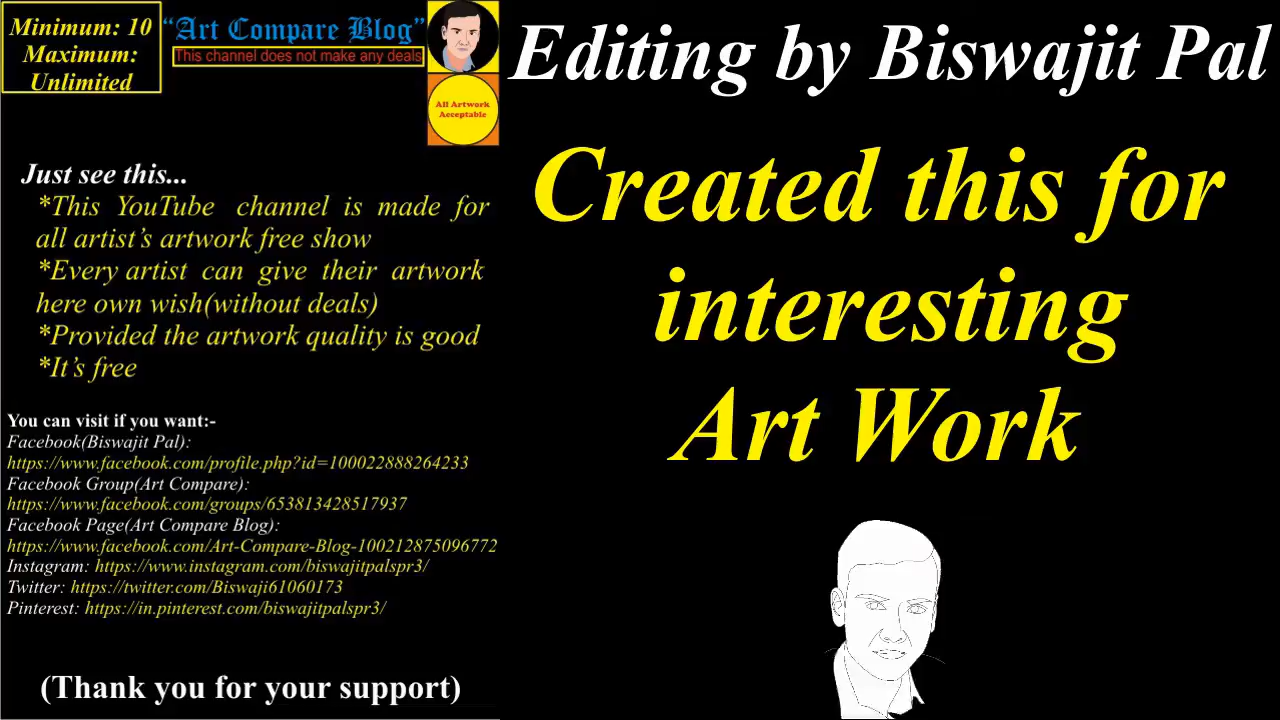 Minimum: 10
Maximum:
Unlimited
“Art Compare Blog”
This channel does not make any deals
All Artwork
Acceptable
Editing by Biswajit Pal
Created this for
interesting
Art Work
Just see this...
*This YouTube channel is made for
all artist’s artwork free show
*Every artist can give their artwork
here own wish(without deals)
*Provided the artwork quality is good
*It’s free
You can visit if you want:-
Facebook(Biswajit Pal):
https://www.facebook.com/profile.php?id=100022888264233
Facebook Group(Art Compare):
https://www.facebook.com/groups/653813428517937
Facebook Page(Art Compare Blog):
https://www.facebook.com/Art-Compare-Blog-100212875096772
Instagram: https://www.instagram.com/biswajitpalspr3/
Twitter: https://twitter.com/Biswaji61060173
Pinterest: https://in.pinterest.com/biswajitpalspr3/
(Thank you for your support)